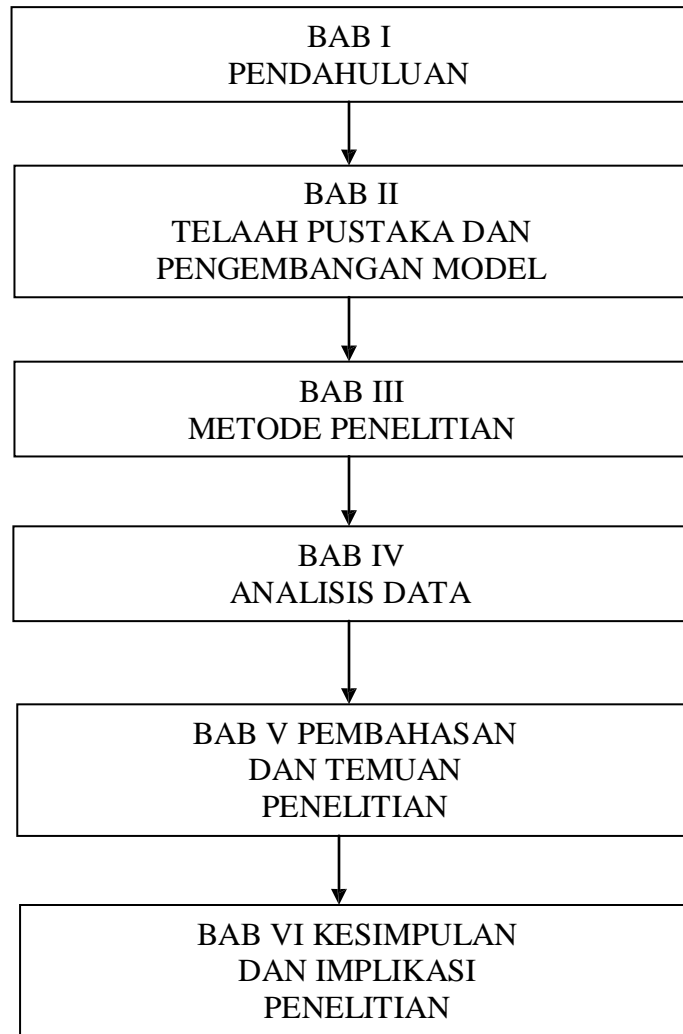 BAB I
PENDAHULUAN
BAB II
TELAAH PUSTAKA DAN
PENGEMBANGAN MODEL
BAB III
METODE PENELITIAN
BAB IV
ANALISIS DATA
BAB V PEMBAHASAN
DAN TEMUAN
PENELITIAN
BAB VI KESIMPULAN
DAN IMPLIKASI
PENELITIAN